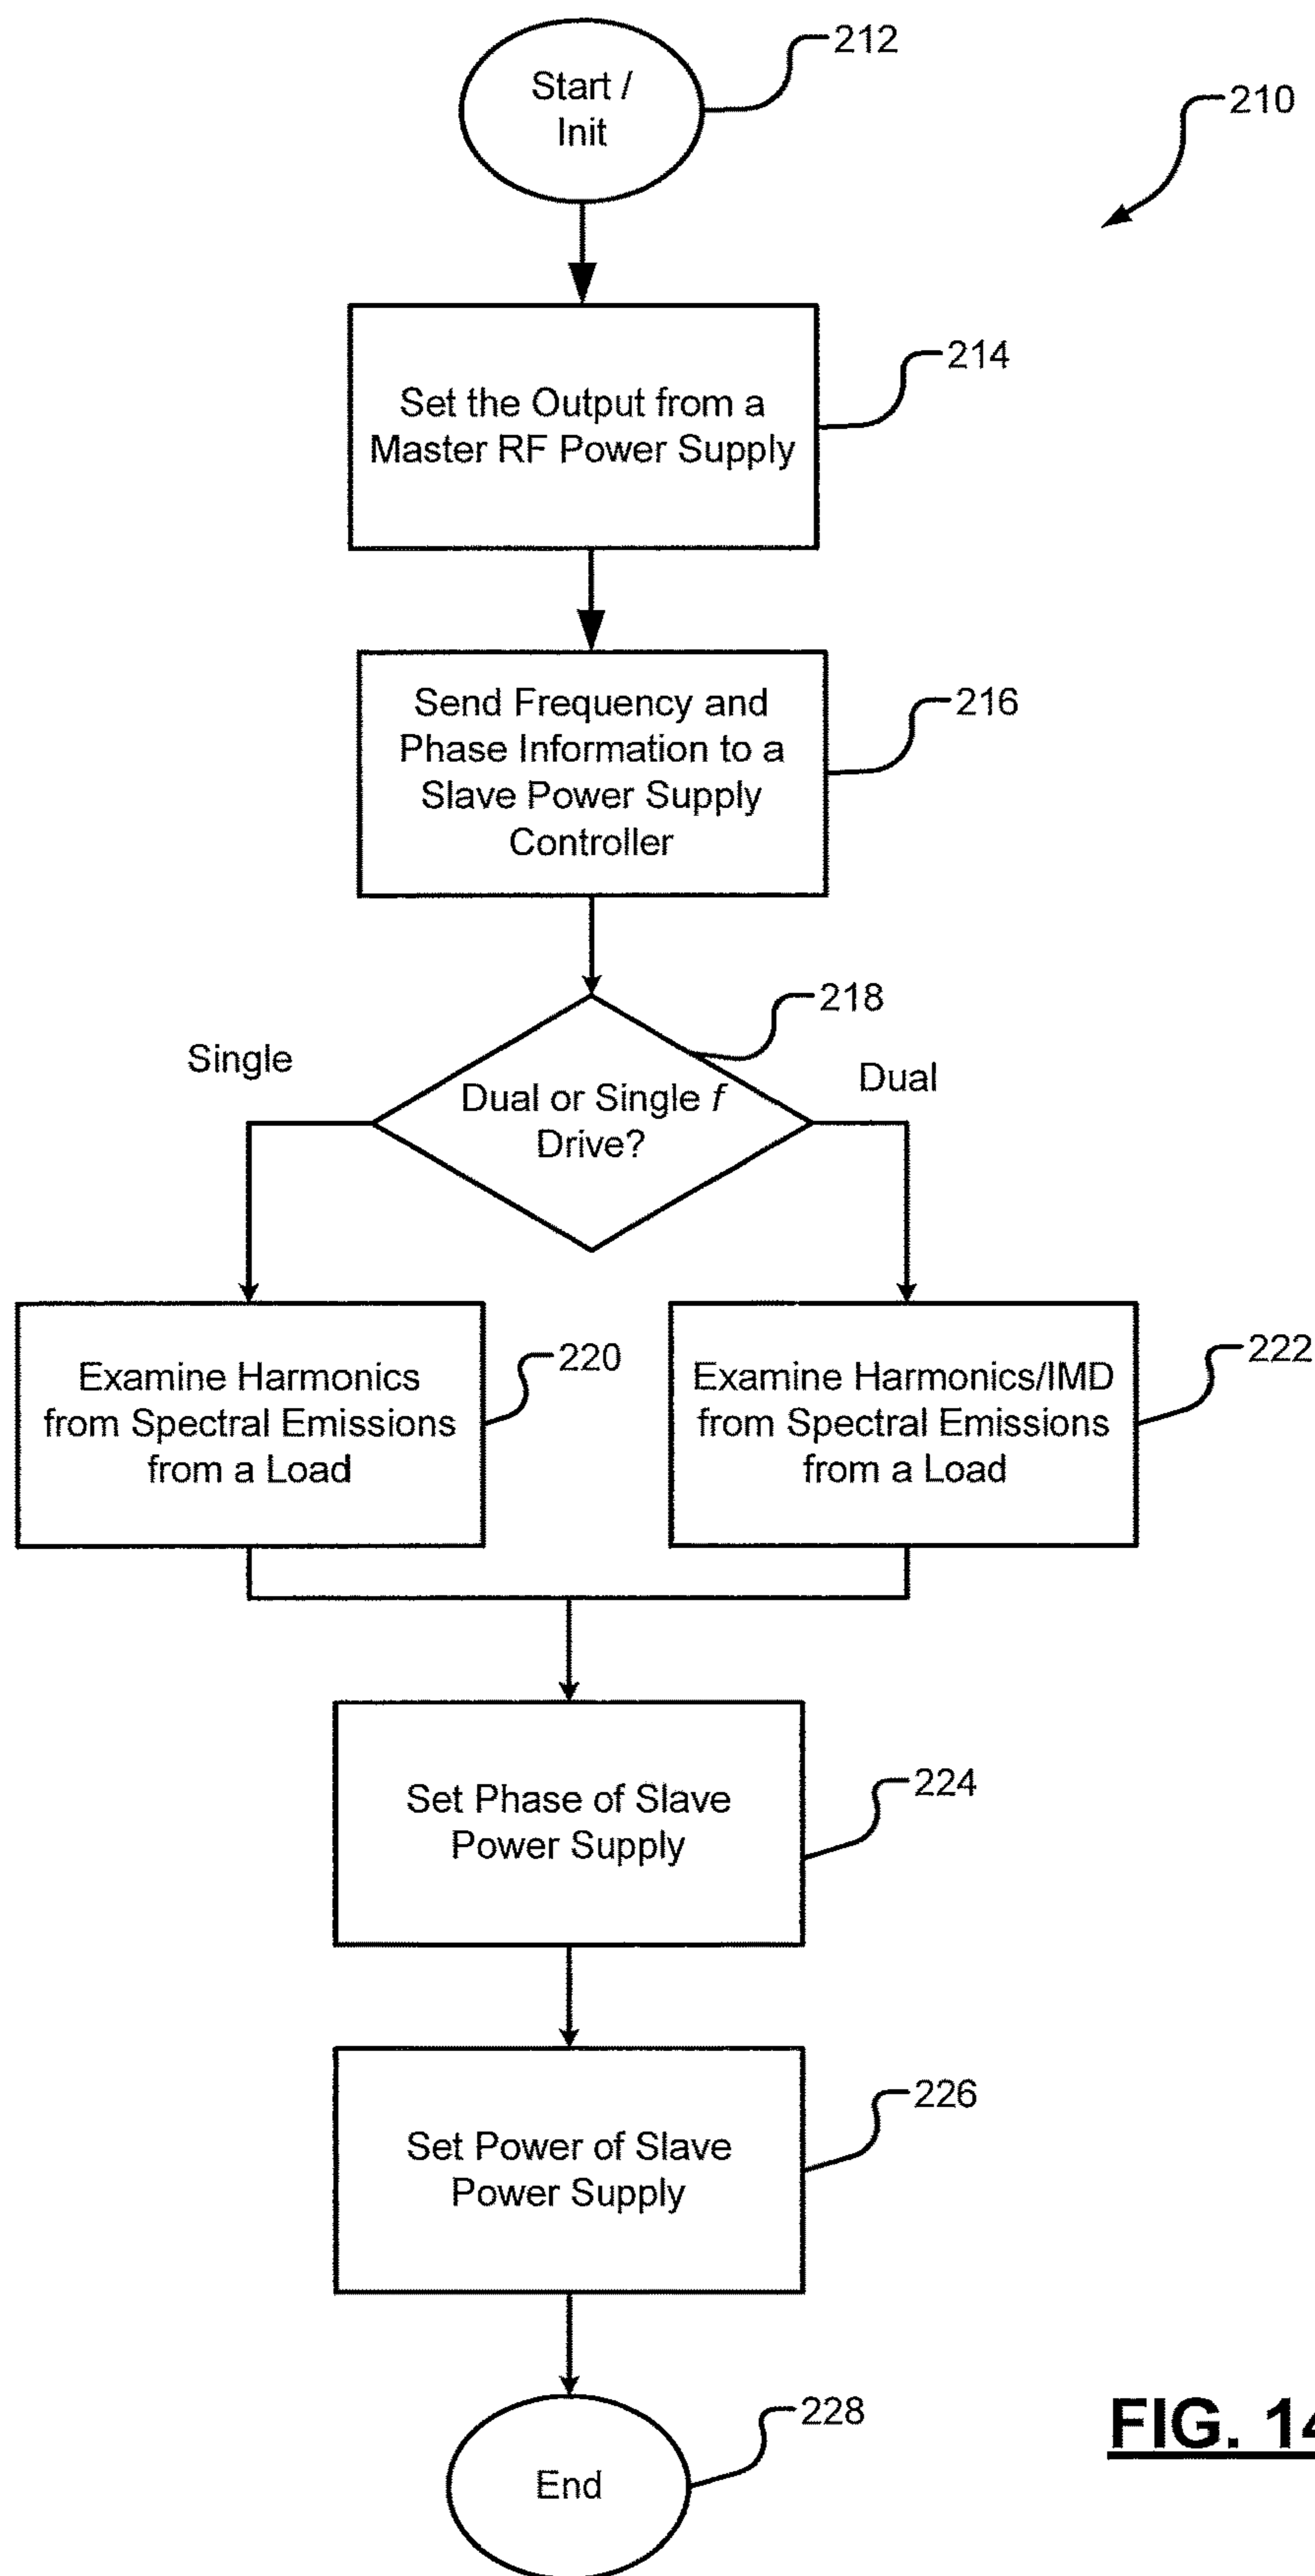 212
Start /
Init
210
214
Set the Output from a
Master RF Power Supply
216
Send Frequency and
Phase Information to a
Slave Power Supply
Controller
218
Single
Dual
Dual or Single f
Drive?
220
222
Examine Harmonics
from Spectral Emissions
from a Load
Examine Harmonics/IMD
from Spectral Emissions
from a Load
224
Set Phase of Slave
Power Supply
226
Set Power of Slave
Power Supply
228
End
FIG. 14